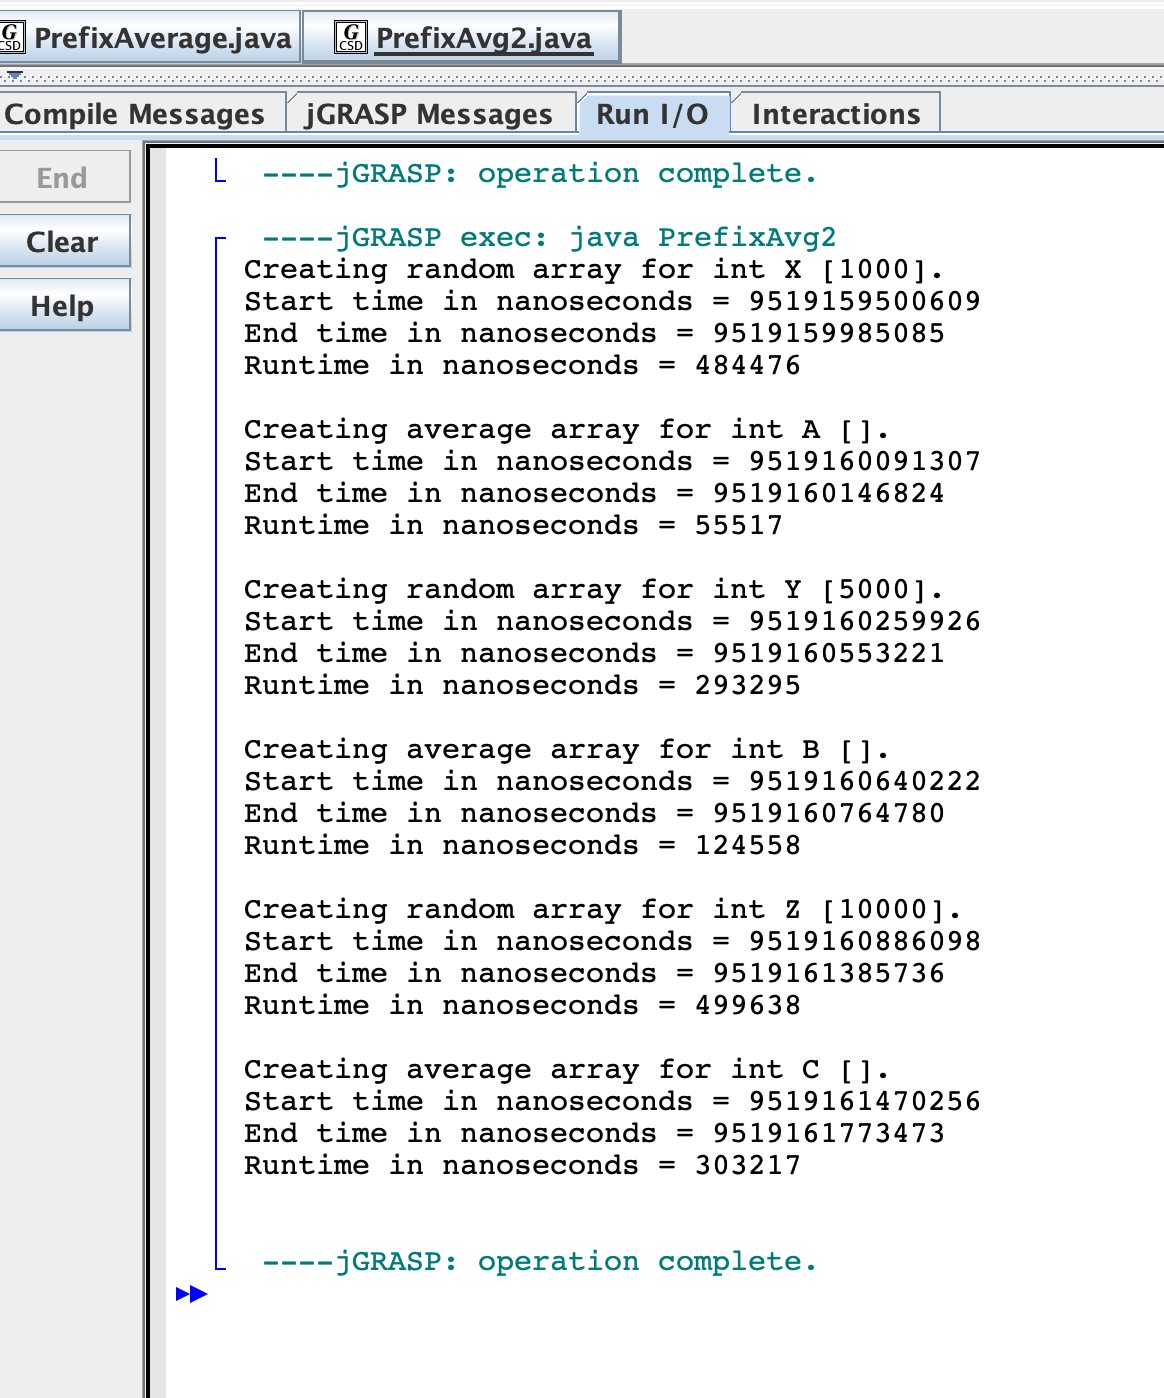 G CSD PrefixAverage.java G CSD PrefixAvg2.java
Compile Messages jGRASP Messages Run I/O Interactions
End
Clear
Help
----jGRASP: operation complete.
----jGRASP exec: java PrefixAvg2
Creating random array for int X [1000].
Start time in nanoseconds = 9519159500609
End time in nanoseconds = 9519159985085
Runtime in nanoseconds = 484476
Creating average array for int A [].
Start time in nanoseconds = 9519160091307
End time in nanoseconds = 9519160146824
Runtime in nanoseconds = 55517
Creating random array for int Y [5000].
Start time in nanoseconds = 9519160259926
End time in nanoseconds = 9519160553221
Runtime in nanoseconds = 293295
Creating average array for int B [].
Start time in nanoseconds = 9519160640222
End time in nanoseconds = 9519160764780
Runtime in nanoseconds = 124558
Creating random array for int Z [10000].
Start time in nanoseconds = 9519160886098
End time in nanoseconds = 9519161385736
Runtime in nanoseconds = 499638
Creating average array for int C [].
Start time in nanoseconds = 9519161470256
End time in nanoseconds = 9519161773473
Runtime in nanoseconds = 303217
----jGRASP: operation complete.